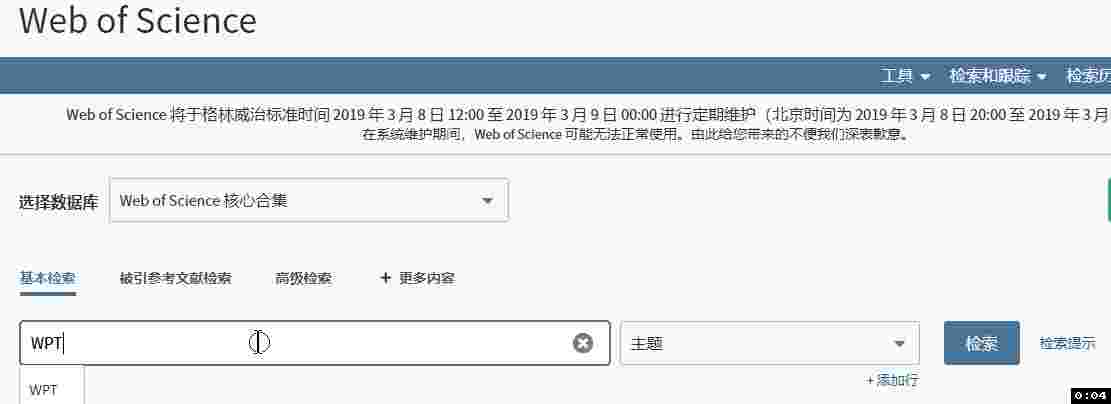 Web of Science
工具 检索和跟踪 检索历
Web of Science 将于格林威治标准时间 2019 年 3 月 8 日 12:00 至 2019 年 3 月 9 日 00:00 进行定期维护（北京时间为 2019 年 3 月 8 日 20:00 至 2019 年 3 月
在系统维护期间，Web of Science 可能无法正常使用。由此给您带来的不便我们深表歉意。
选择数据库 Web of Science 核心合集
基本检索 被引参考文献检索 高级检索 + 更多内容
WPT 主题 检索 检索提示
+ 添加行
WPT
0:04